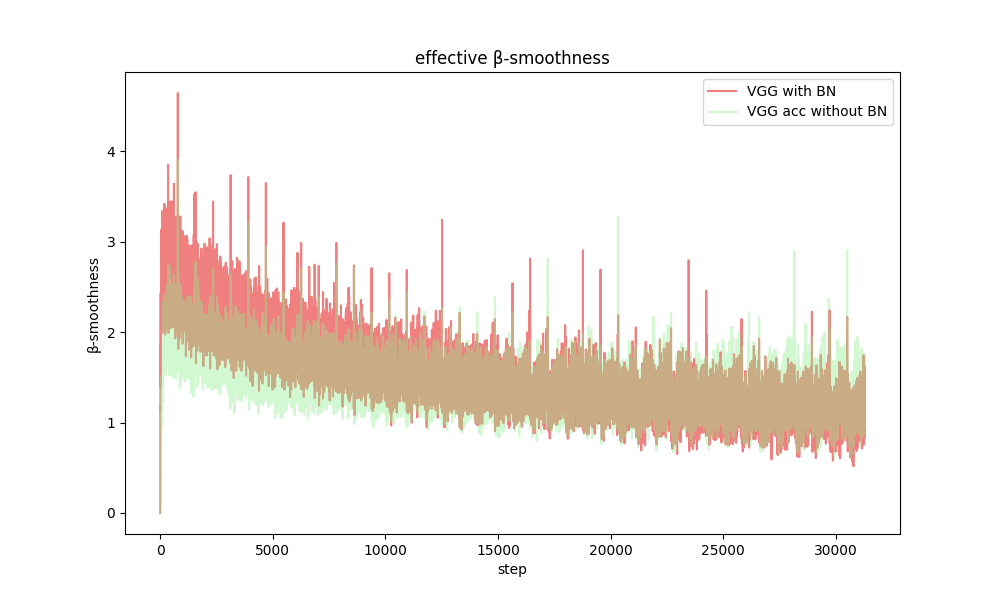 effective β-smoothness
VGG with BN
VGG acc without BN
β-smoothness
4
3
2
1
0
0 5000 10000 15000 20000 25000 30000
step